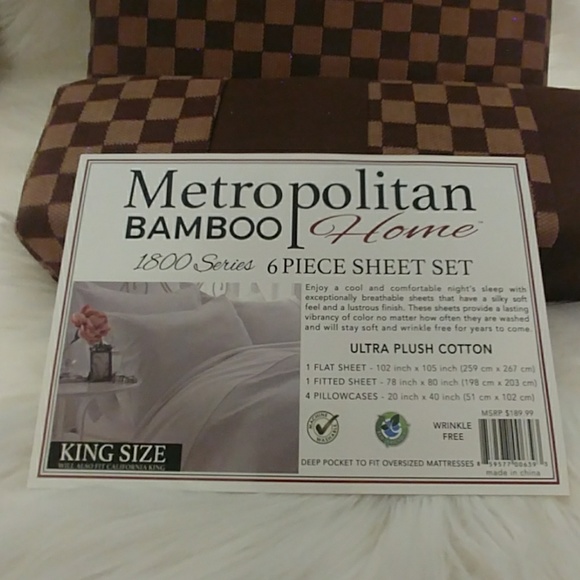 Metropolitan
BAMBOO Home™
1800 Series 6 PIECE SHEET SET
Enjoy a cool and comfortable night's sleep with
exceptionally breathable sheets that have a silky soft
feel and a lustrous finish. These sheets provide a lasting
vibrancy of color no matter how often they are washed
and will stay soft and wrinkle free for years to come.
ULTRA PLUSH COTTON
1 FLAT SHEET - 102 inch x 105 inch (259 cm x 267 cm)
1 FITTED SHEET - 78 inch x 80 inch (198 cm x 203 cm)
4 PILLOWCASES - 20 inch x 40 inch (51 cm x 102 cm)
MSRP $189.99
MACHINE WASHABLE
WRINKLE
FREE
KING SIZE
WILL ALSO FIT CALIFORNIA KING
DEEP POCKET TO FIT OVERSIZED MATTRESSES
made in china